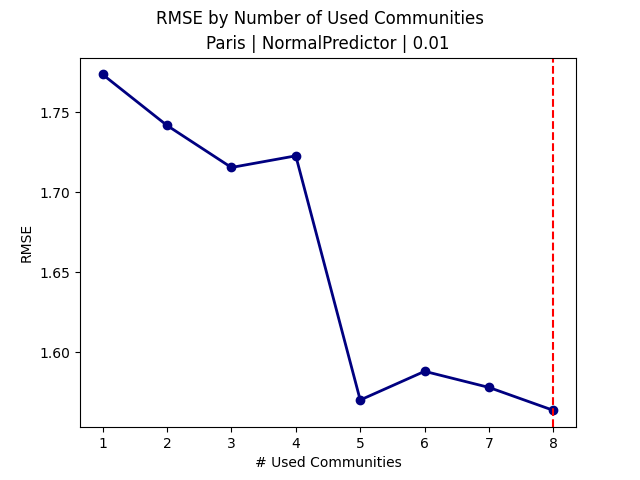 RMSE by Number of Used Communities
Paris | NormalPredictor | 0.01
1.75
1.70
1.65
1.60
RMSE
1 2 3 4 5 6 7 8
# Used Communities